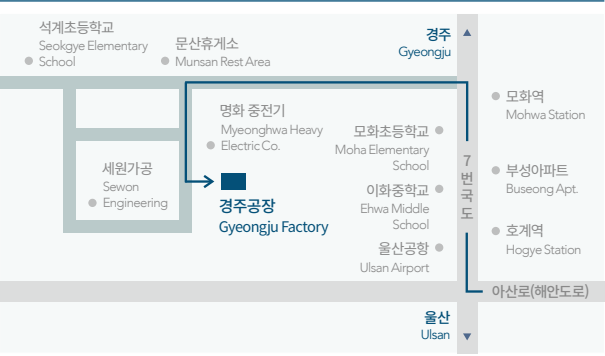 석계초등학교
Seokgye Elementary
School
문산휴게소
Munsan Rest Area
경주
Gyeongju
명화 중전기
Myeonghwa Heavy
Electric Co.
모화초등학교
Moha Elementary
School
모화역
Mohwa Station
세원가공
Sewon
Engineering
경주공장
Gyeongju Factory
이화중학교
Ehwa Middle
School
7
번
국
도
부성아파트
Buseong Apt.
울산공항
Ulsan Airport
호계역
Hogye Station
아산로(해안도로)
울산
Ulsan